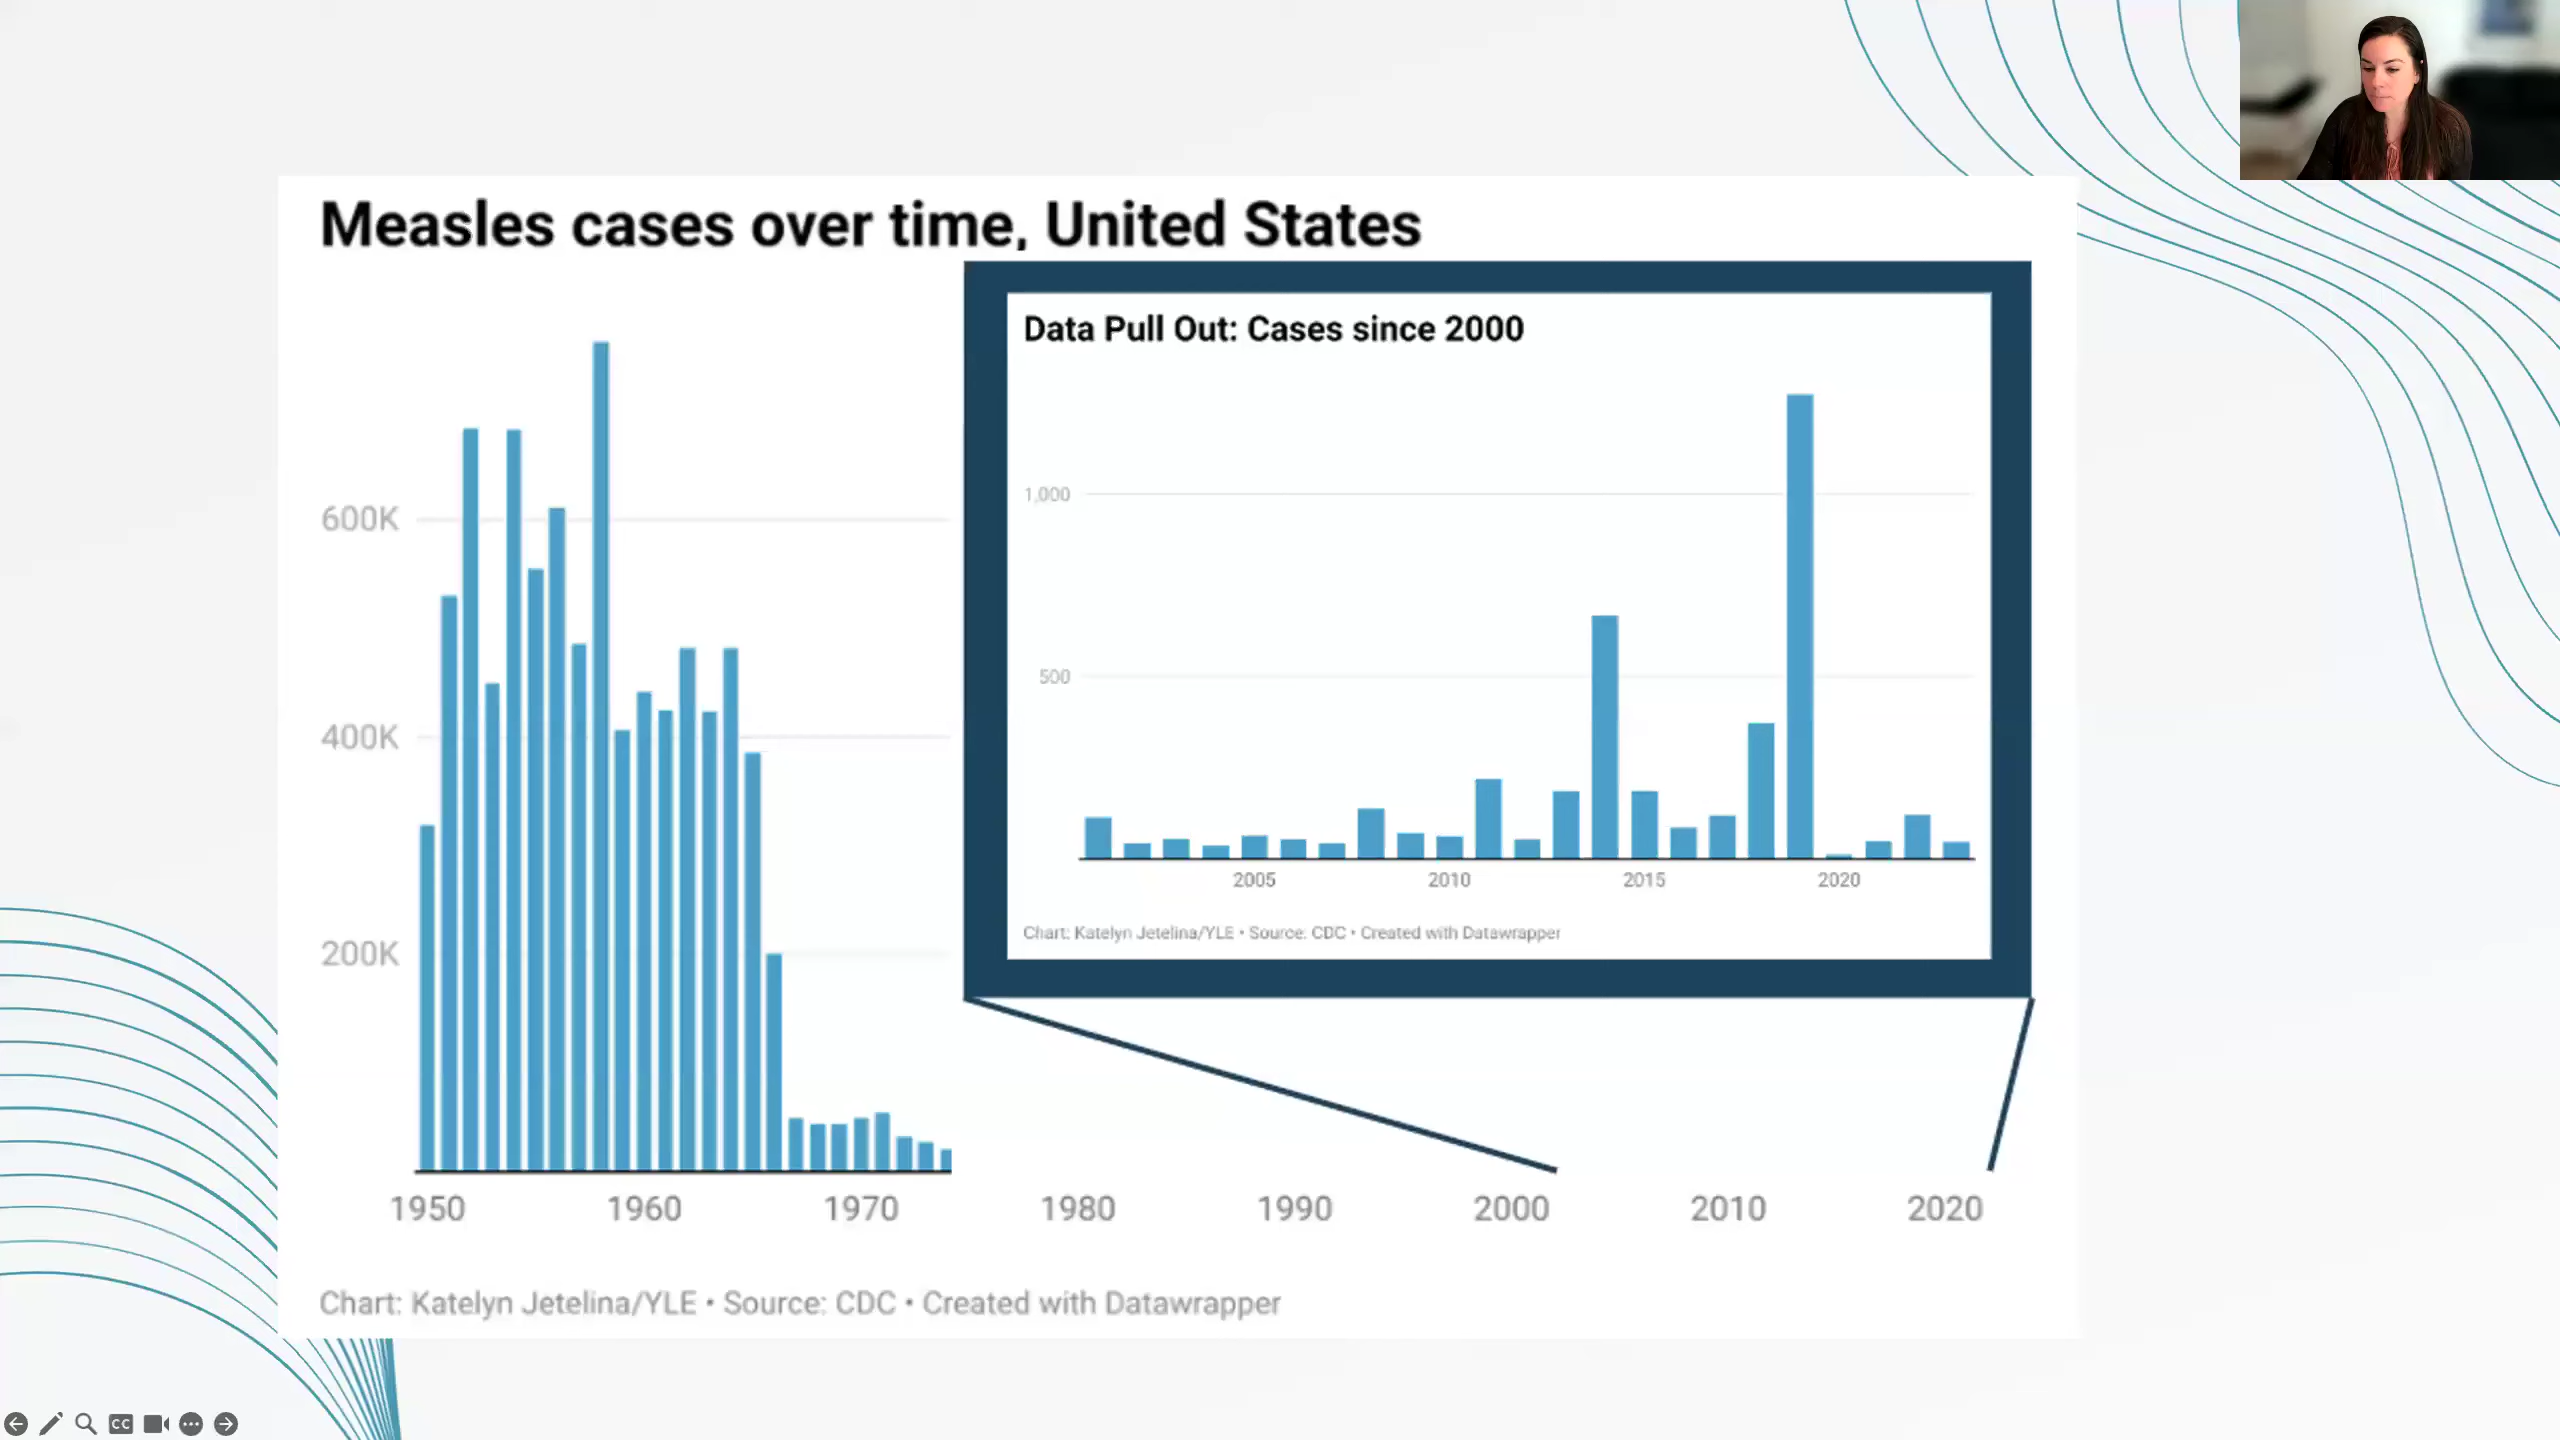 Measles cases over time, United States
Data Pull Out: Cases since 2000
1,000
500
2005 2010 2015 2020
Chart: Katelyn Jetelina/YLE • Source: CDC • Created with Datawrapper
600K
400K
200K
1950 1960 1970 1980 1990 2000 2010 2020
Chart: Katelyn Jetelina/YLE • Source: CDC • Created with Datawrapper
CC